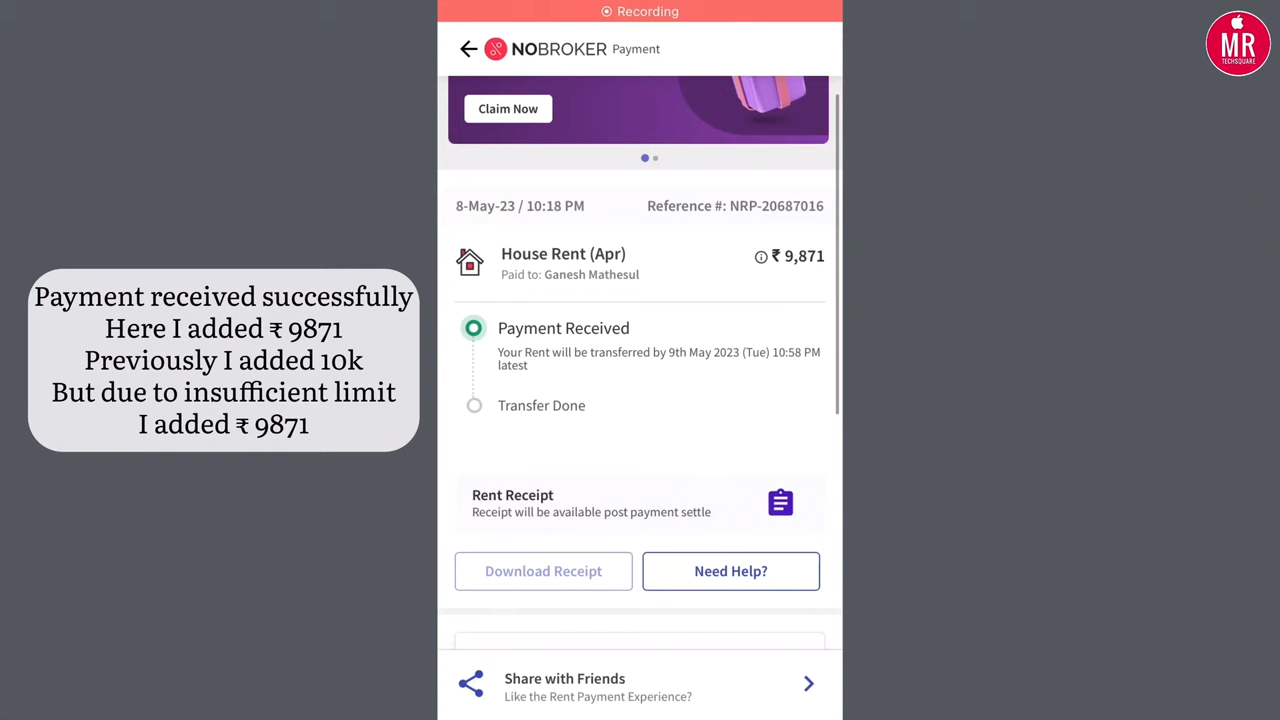 Recording
MR
TECHSQUARE
NOBROKER Payment
Claim Now
8-May-23 / 10:18 PM Reference #: NRP-20687016
House Rent (Apr) ₹ 9,871
Paid to: Ganesh Mathesul
Payment received successfully
Here I added ₹ 9871
Previously I added 10k
But due to insufficient limit
I added ₹ 9871
Payment Received
Your Rent will be transferred by 9th May 2023 (Tue) 10:58 PM
latest
Transfer Done
Rent Receipt
Receipt will be available post payment settle
Download Receipt Need Help?
Share with Friends
Like the Rent Payment Experience?